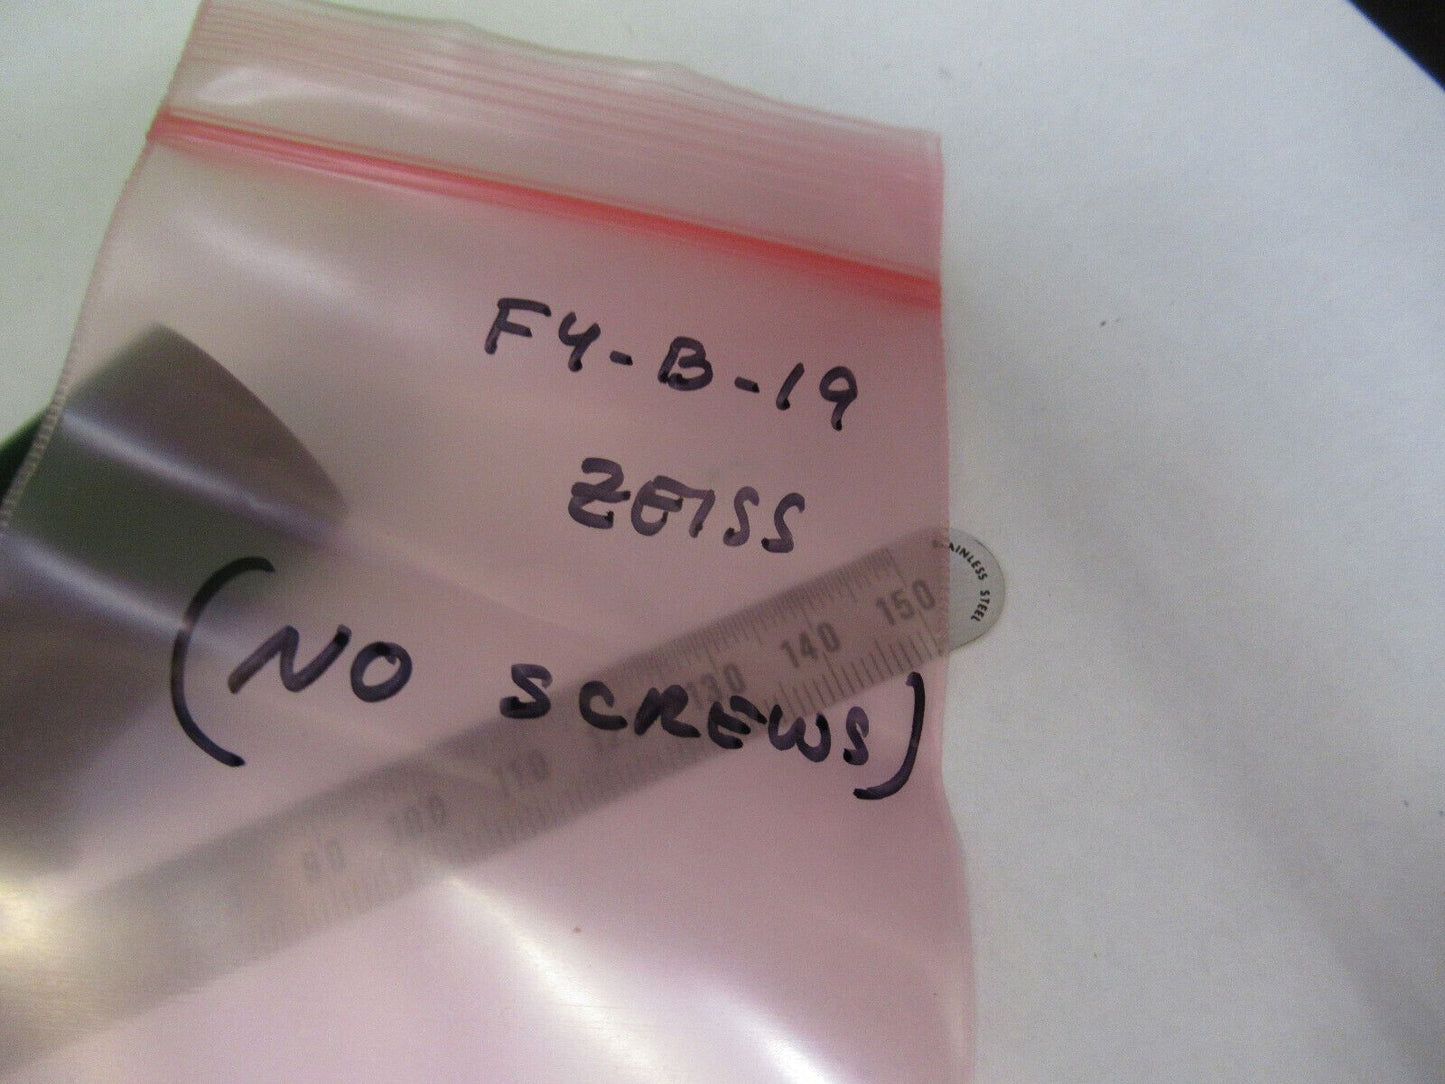 F4-B-19
ZEISS
(NO SCREWS)
STAINLESS STEEL
150
140
130
110
100
90